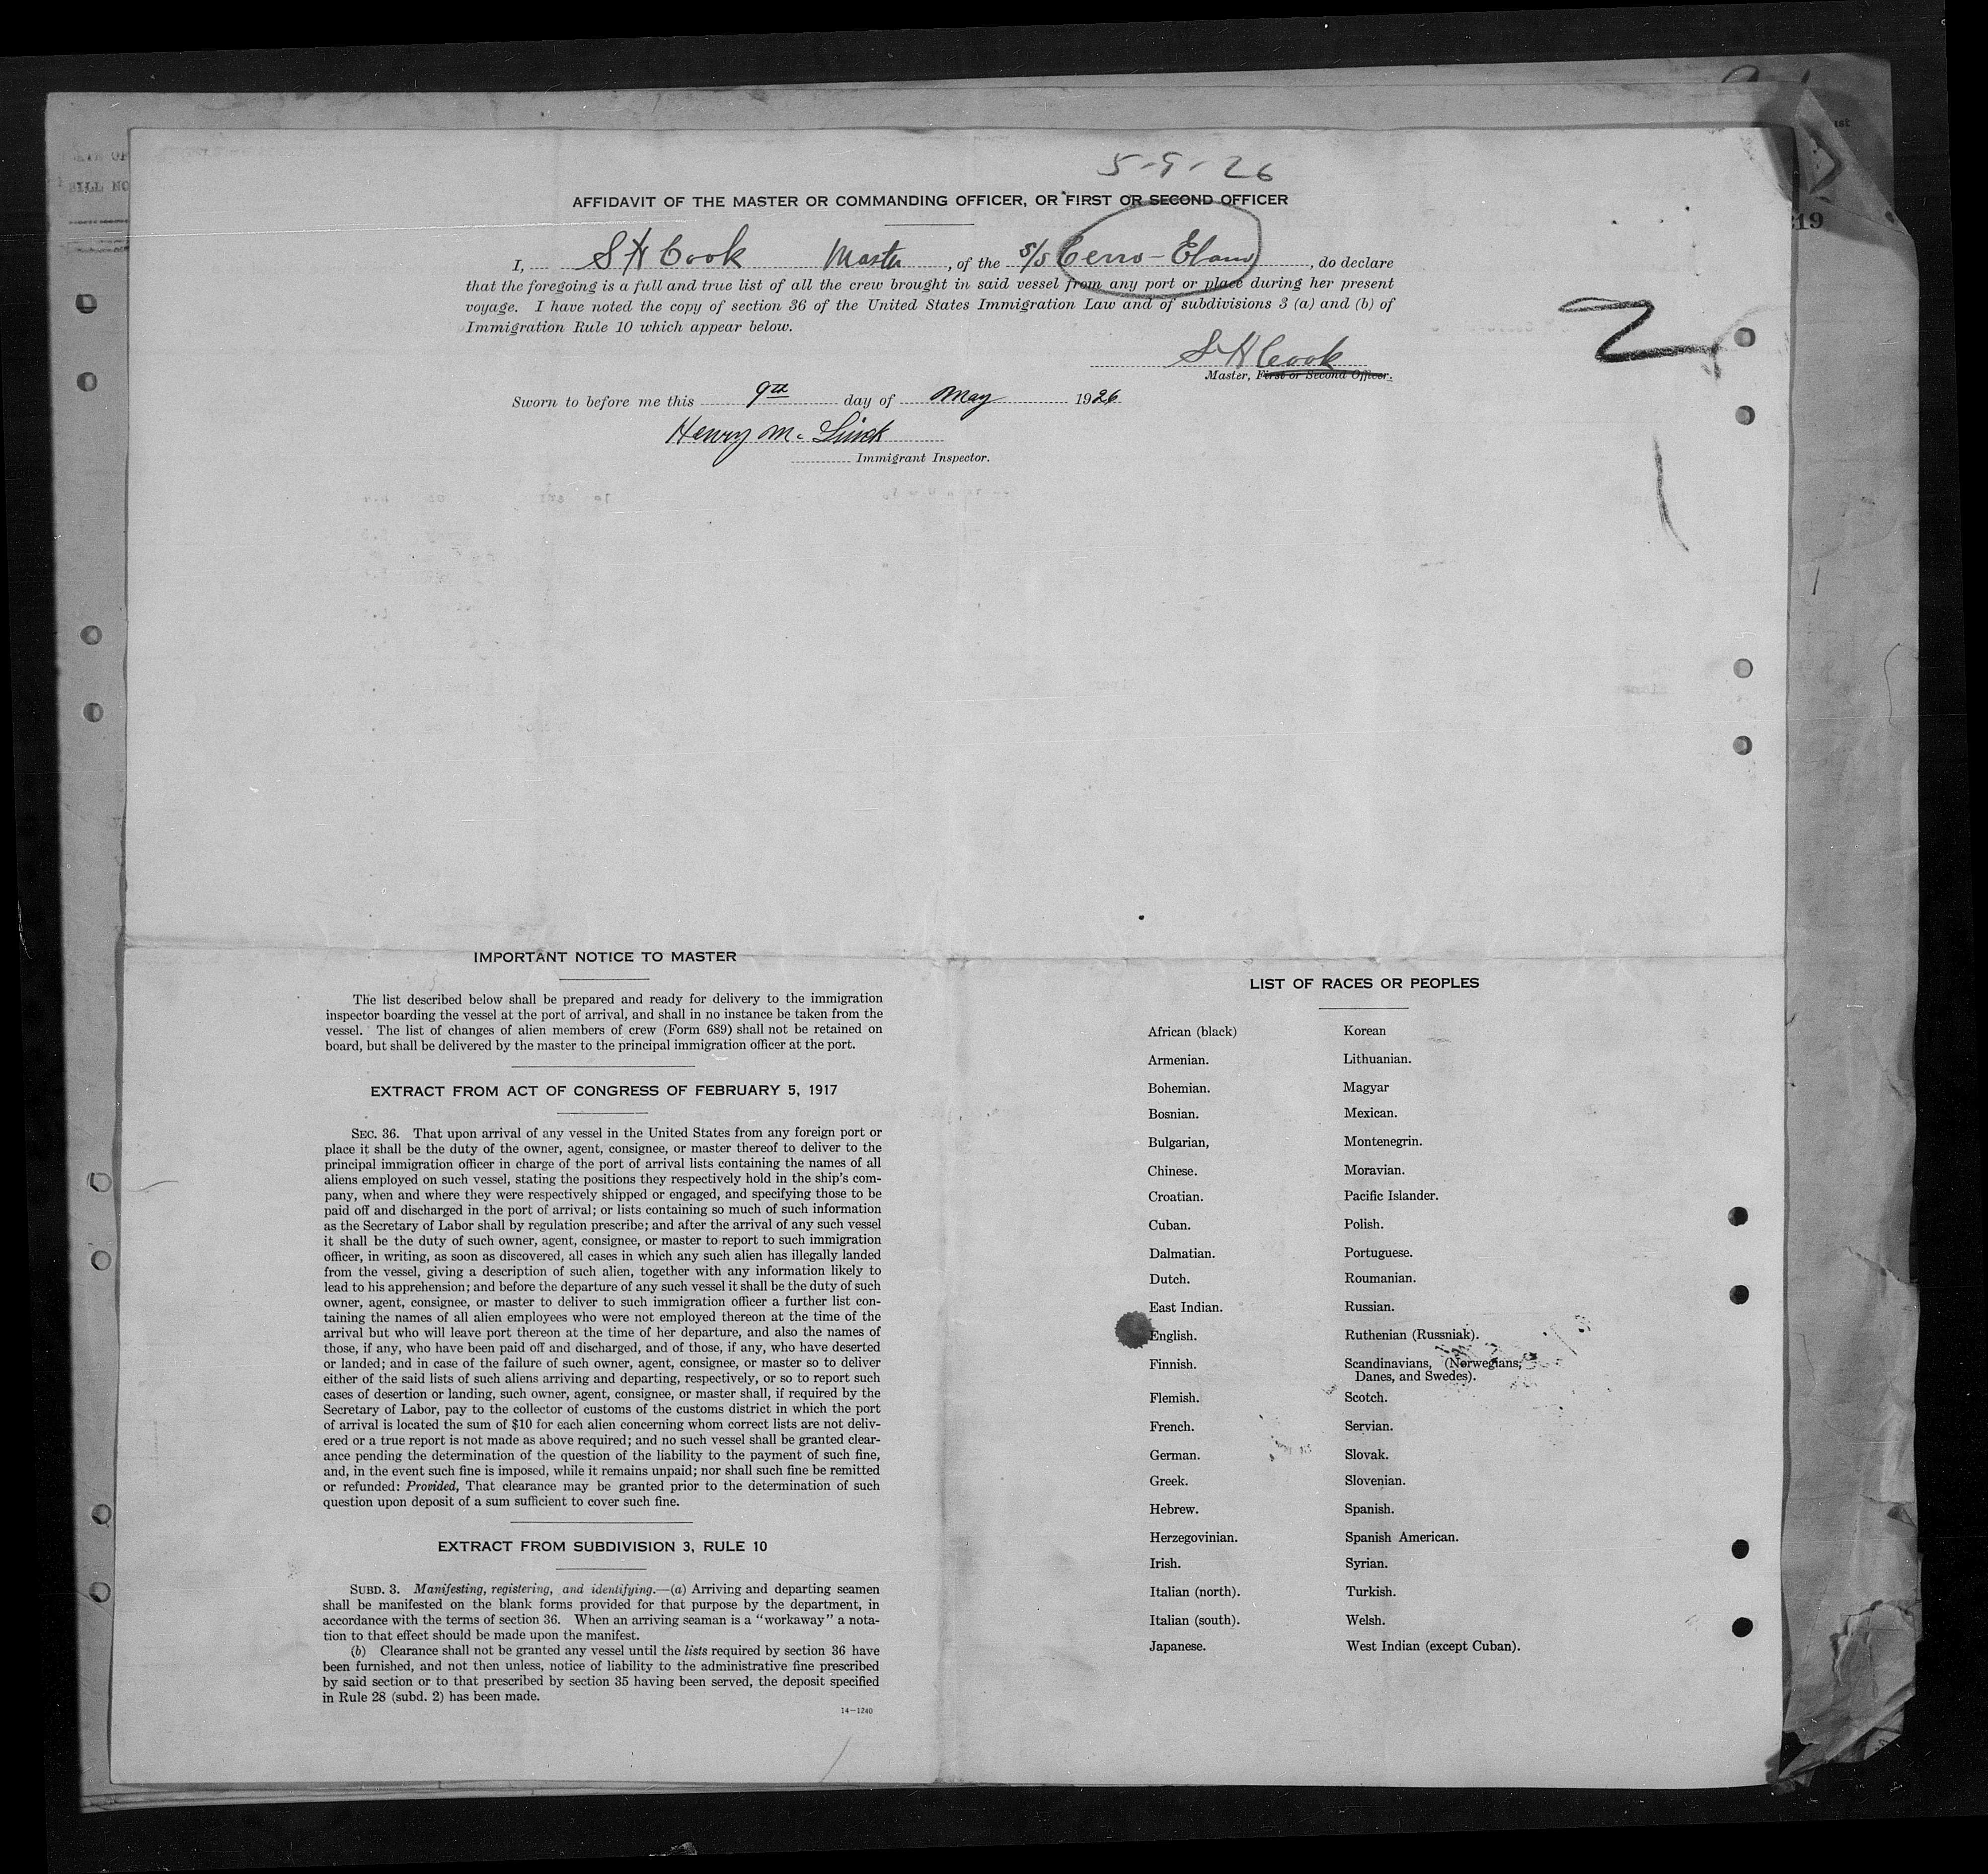 5-9-26
AFFIDAVIT OF THE MASTER OR COMMANDING OFFICER, OR FIRST OR SECOND OFFICER
I, S H Cook Master, of the S/S Cerro-Ebano, do declare
that the foregoing is a full and true list of all the crew brought in said vessel from any port or place during her present
voyage. I have noted the copy of section 36 of the United States Immigration Law and of subdivisions 3 (a) and (b) of
Immigration Rule 10 which appear below.
S H Cook
Master, First or Second Officer.
Sworn to before me this 9th day of May 1926
Henry M.
Immigrant Inspector.
2
19
IMPORTANT NOTICE TO MASTER
The list described below shall be prepared and ready for delivery to the immigration
inspector boarding the vessel at the port of arrival, and shall in no instance be taken from the
vessel. The list of changes of alien members of crew (Form 689) shall not be retained on
board, but shall be delivered by the master to the principal immigration officer at the port.
EXTRACT FROM ACT OF CONGRESS OF FEBRUARY 5, 1917
SEC. 36. That upon arrival of any vessel in the United States from any foreign port or
place it shall be the duty of the owner, agent, consignee, or master thereof to deliver to the
principal immigration officer in charge of the port of arrival lists containing the names of all
aliens employed on such vessel, stating the positions they respectively hold in the ship's com-
pany, when and where they were respectively shipped or engaged, and specifying those to be
paid off and discharged in the port of arrival; or lists containing so much of such information
as the Secretary of Labor shall by regulation prescribe; and after the arrival of any such vessel
it shall be the duty of such owner, agent, consignee, or master to report to such immigration
officer, in writing, as soon as discovered, all cases in which any such alien has illegally landed
from the vessel, giving a description of such alien, together with any information likely to
lead to his apprehension; and before the departure of any such vessel it shall be the duty of such
owner, agent, consignee, or master to deliver to such immigration officer a further list con-
taining the names of all alien employees who were not employed thereon at the time of the
arrival but who will leave port thereon at the time of her departure, and also the names of
those, if any, who have been paid off and discharged, and of those, if any, who have deserted
or landed; and in case of the failure of such owner, agent, consignee, or master so to deliver
either of the said lists of such aliens arriving and departing, respectively, or so to report such
cases of desertion or landing, such owner, agent, consignee, or master shall, if required by the
Secretary of Labor, pay to the collector of customs of the customs district in which the port
of arrival is located the sum of $10 for each alien concerning whom correct lists are not deliv-
ered or a true report is not made as above required; and no such vessel shall be granted clear-
ance pending the determination of the question of the liability to the payment of such fine,
and, in the event such fine is imposed, while it remains unpaid; nor shall such fine be remitted
or refunded: Provided, That clearance may be granted prior to the determination of such
question upon deposit of a sum sufficient to cover such fine.
EXTRACT FROM SUBDIVISION 3, RULE 10
SUBD. 3. Manifesting, registering, and identifying.—(a) Arriving and departing seamen
shall be manifested on the blank forms provided for that purpose by the department, in
accordance with the terms of section 36. When an arriving seaman is a "workaway" a nota-
tion to that effect should be made upon the manifest.
(b) Clearance shall not be granted any vessel until the lists required by section 36 have
been furnished, and not then unless, notice of liability to the administrative fine prescribed
by said section or to that prescribed by section 35 having been served, the deposit specified
in Rule 28 (subd. 2) has been made.
14—1240
LIST OF RACES OR PEOPLES
African (black)
Armenian.
Bohemian.
Bosnian.
Bulgarian,
Chinese.
Croatian.
Cuban.
Dalmatian.
Dutch.
East Indian.
English.
Finnish.
Flemish.
French.
German.
Greek.
Hebrew.
Herzegovinian.
Irish.
Italian (north).
Italian (south).
Japanese.
Korean
Lithuanian.
Magyar
Mexican.
Montenegrin.
Moravian.
Pacific Islander.
Polish.
Portuguese.
Roumanian.
Russian.
Ruthenian (Russniak).
Scandinavians, (Norwegians,
Danes, and Swedes).
Scotch.
Servian.
Slovak.
Slovenian.
Spanish.
Spanish American.
Syrian.
Turkish.
Welsh.
West Indian (except Cuban).